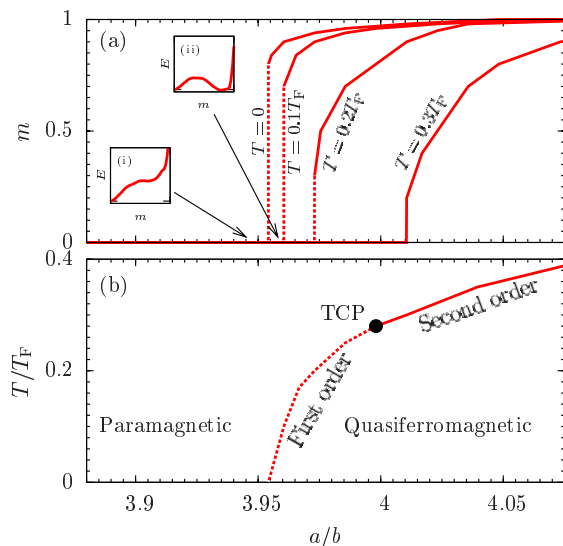 (a)
1
0.5
0
m
(ii)
E
m
(i)
E
m
T = 0
T = 0.1T_F
T = 0.2T_F
T = 0.3T_F
(b)
0.4
0.2
0
T/T_F
TCP
Second order
First order
Paramagnetic
Quasiferromagnetic
3.9
3.95
4
4.05
a/b